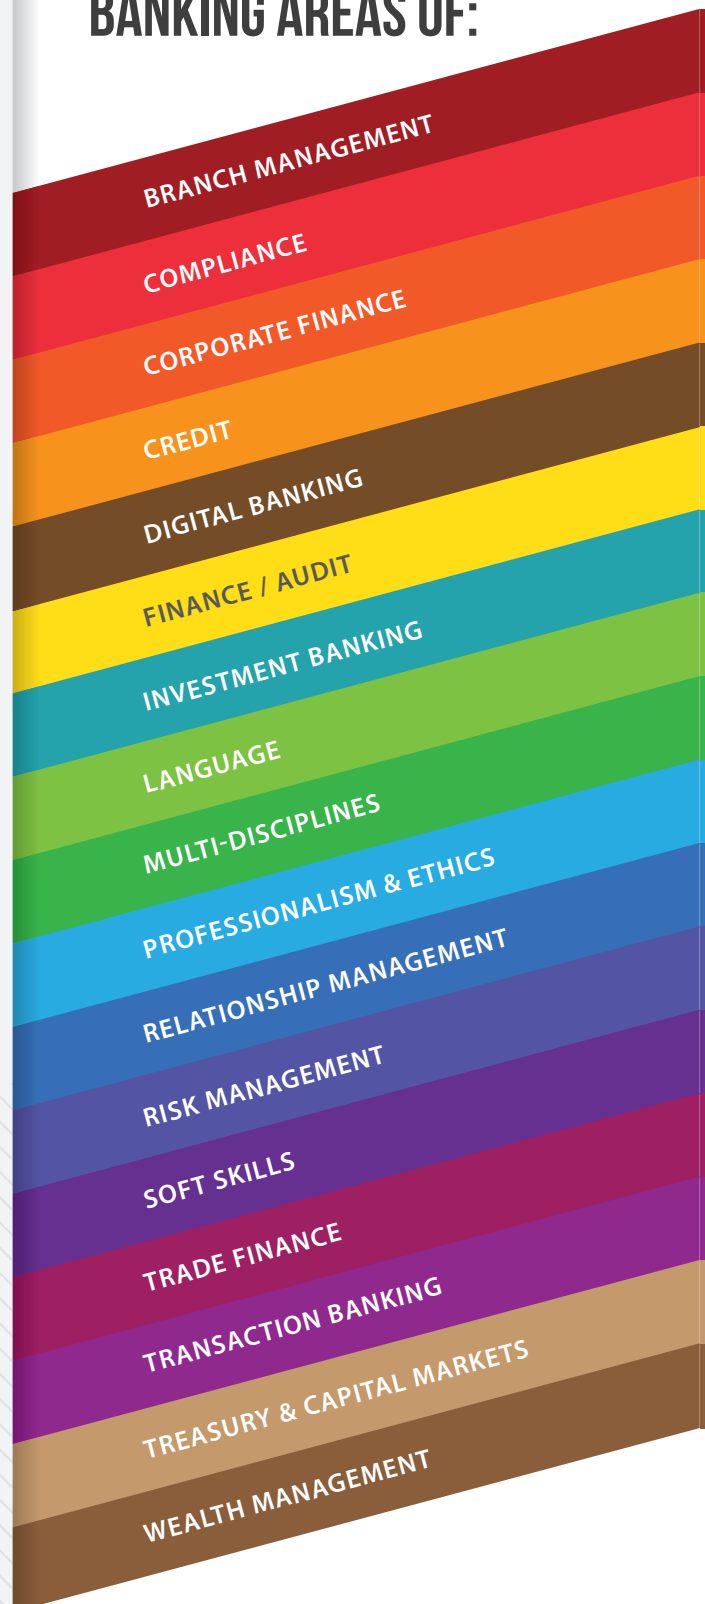 BANKING AREAS OF:
BRANCH MANAGEMENT
COMPLIANCE
CORPORATE FINANCE
CREDIT
DIGITAL BANKING
FINANCE / AUDIT
INVESTMENT BANKING
LANGUAGE
MULTI-DISCIPLINES
PROFESSIONALISM & ETHICS
RELATIONSHIP MANAGEMENT
RISK MANAGEMENT
SOFT SKILLS
TRADE FINANCE
TRANSACTION BANKING
TREASURY & CAPITAL MARKETS
WEALTH MANAGEMENT